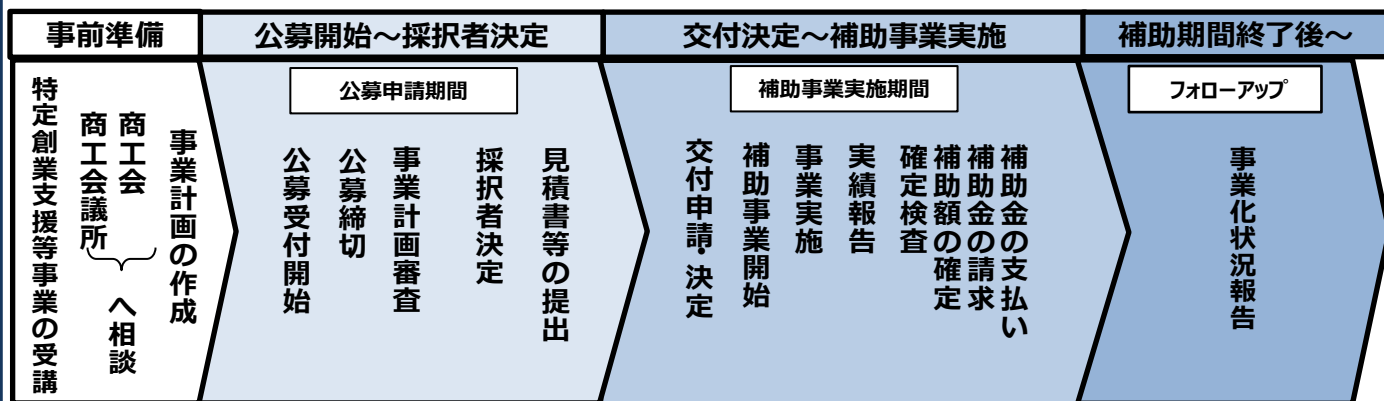 事前準備
特定創業支援等事業の受講
商工会議所
商工会
へ相談
事業計画の作成
公募開始～採択者決定
公募申請期間
公募受付開始
公募締切
事業計画審査
採択者決定
見積書等の提出
交付決定～補助事業実施
補助事業実施期間
交付申請・決定
補助事業開始
事業実施
実績報告
確定検査
補助額の確定
補助金の請求
補助金の支払い
補助期間終了後～
フォローアップ
事業化状況報告